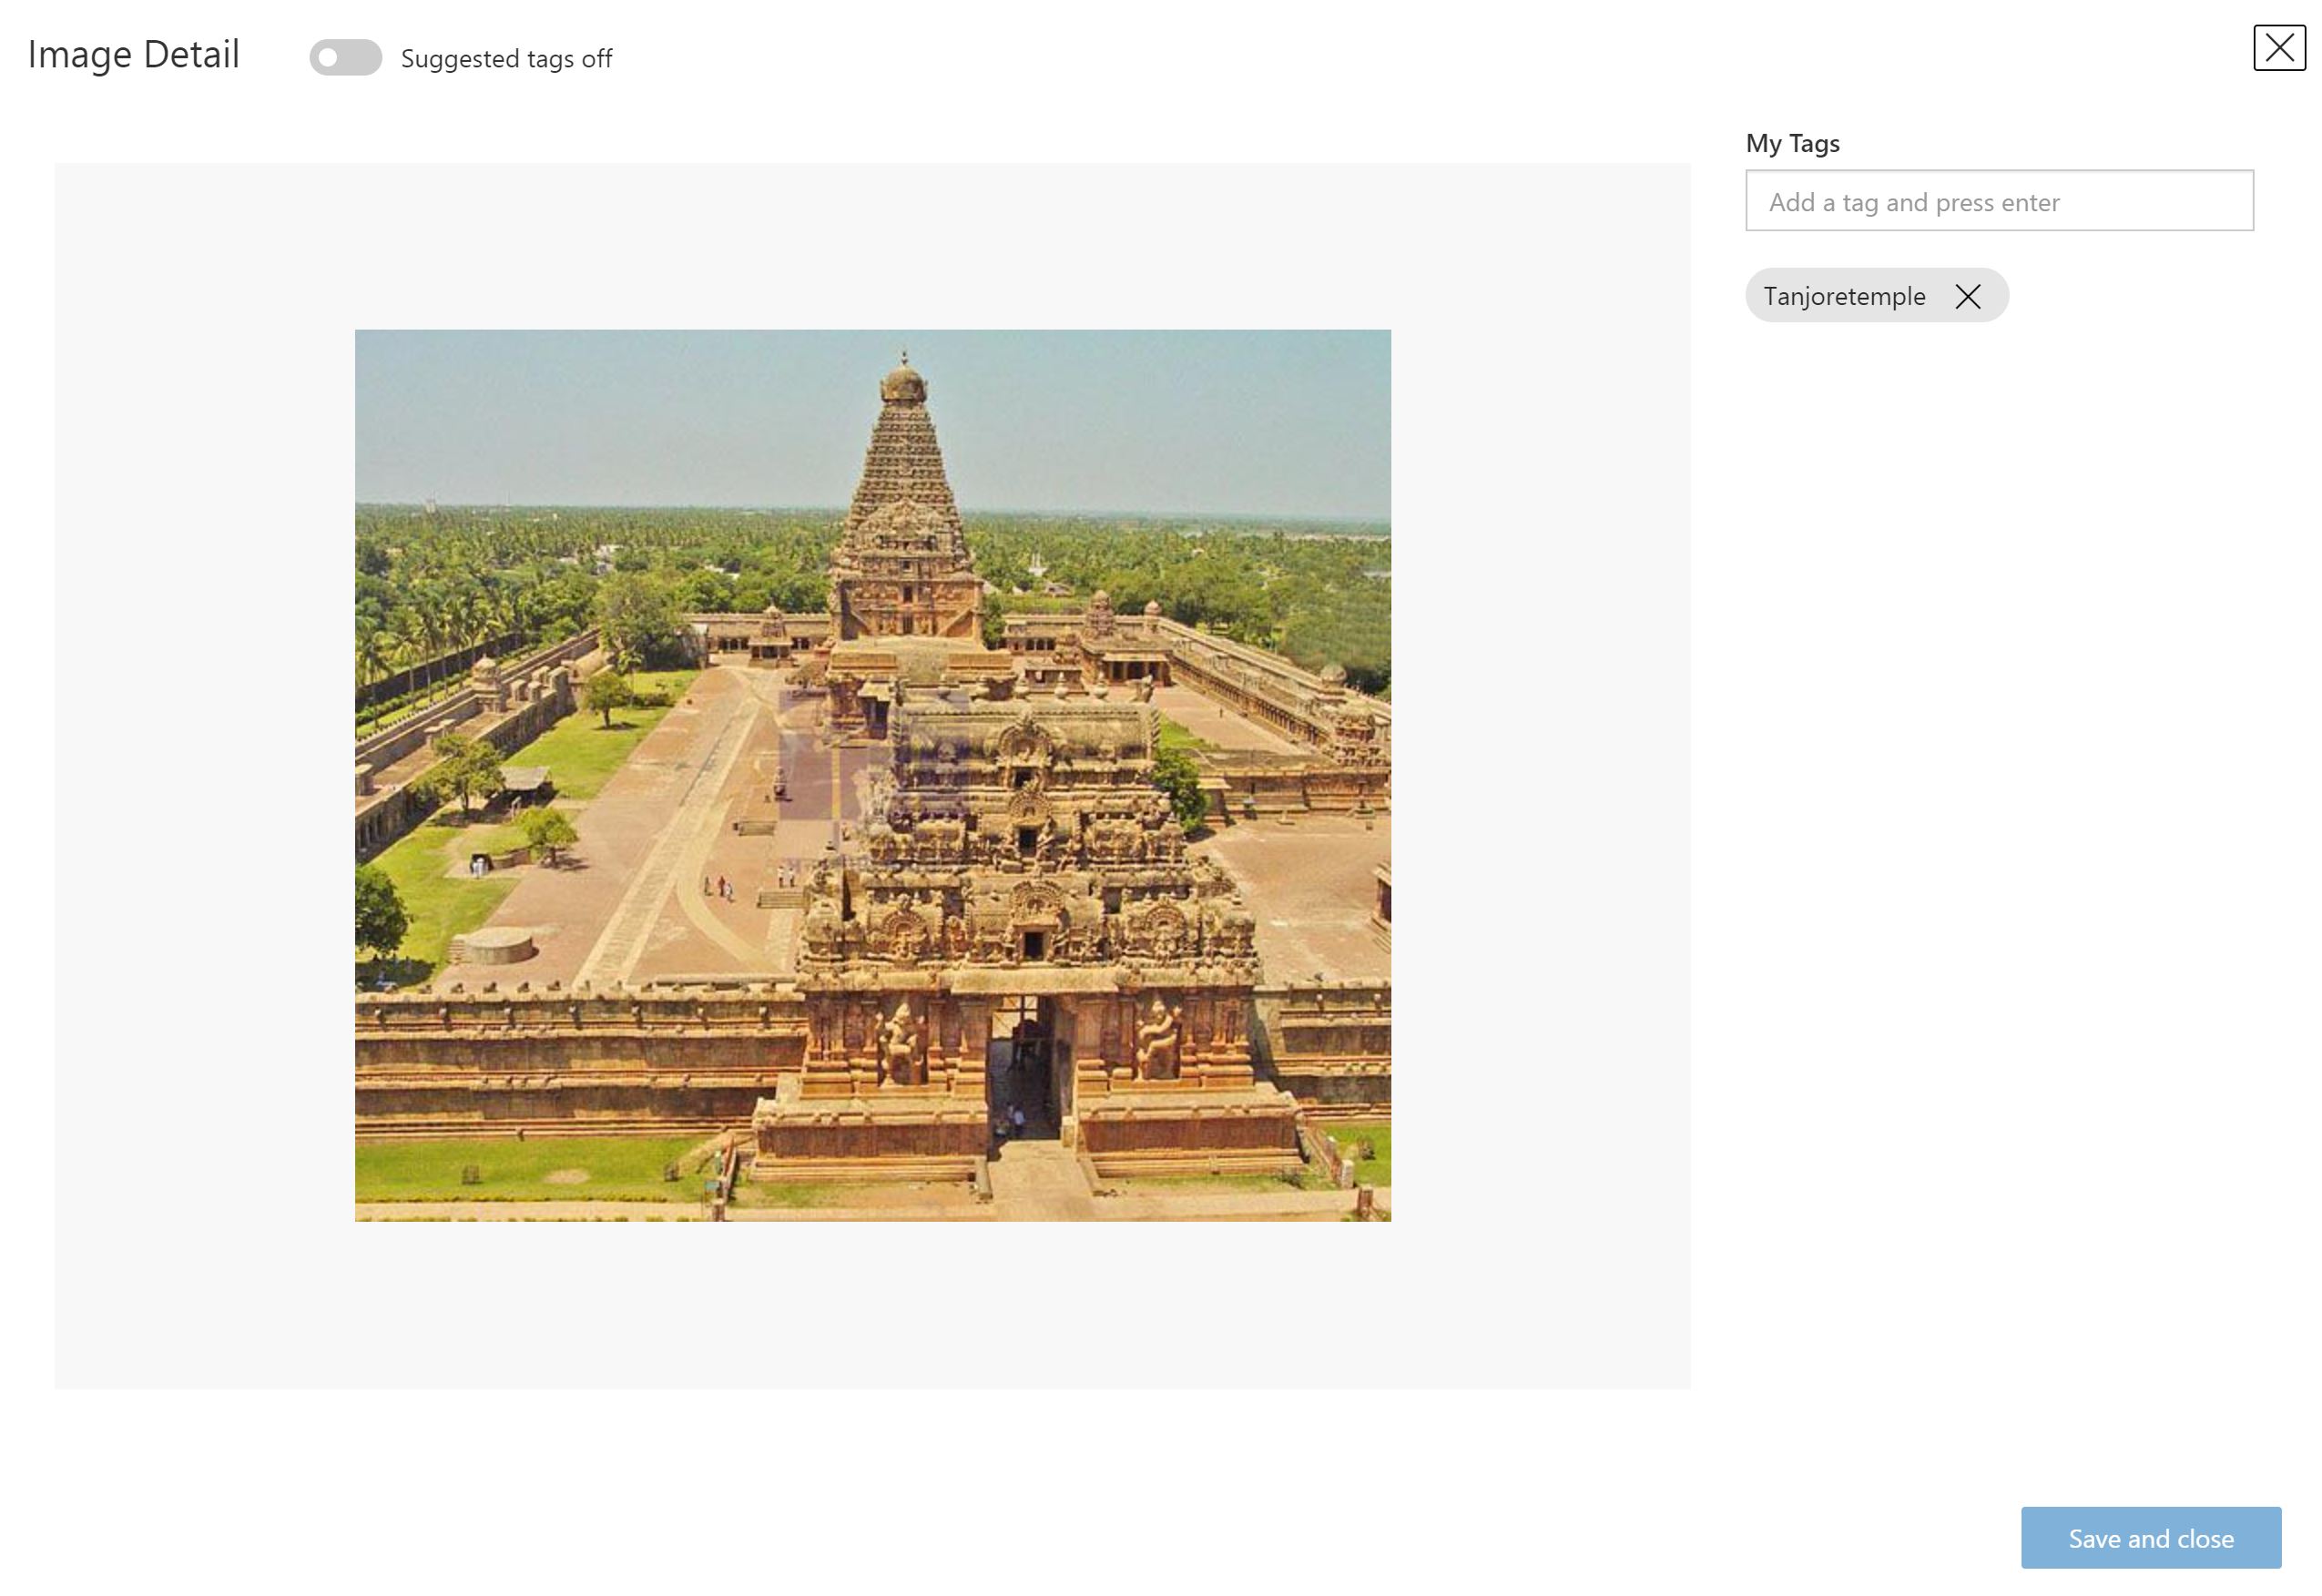 Image Detail
Suggested tags off
My Tags
Add a tag and press enter
Tanjoretemple
Save and close